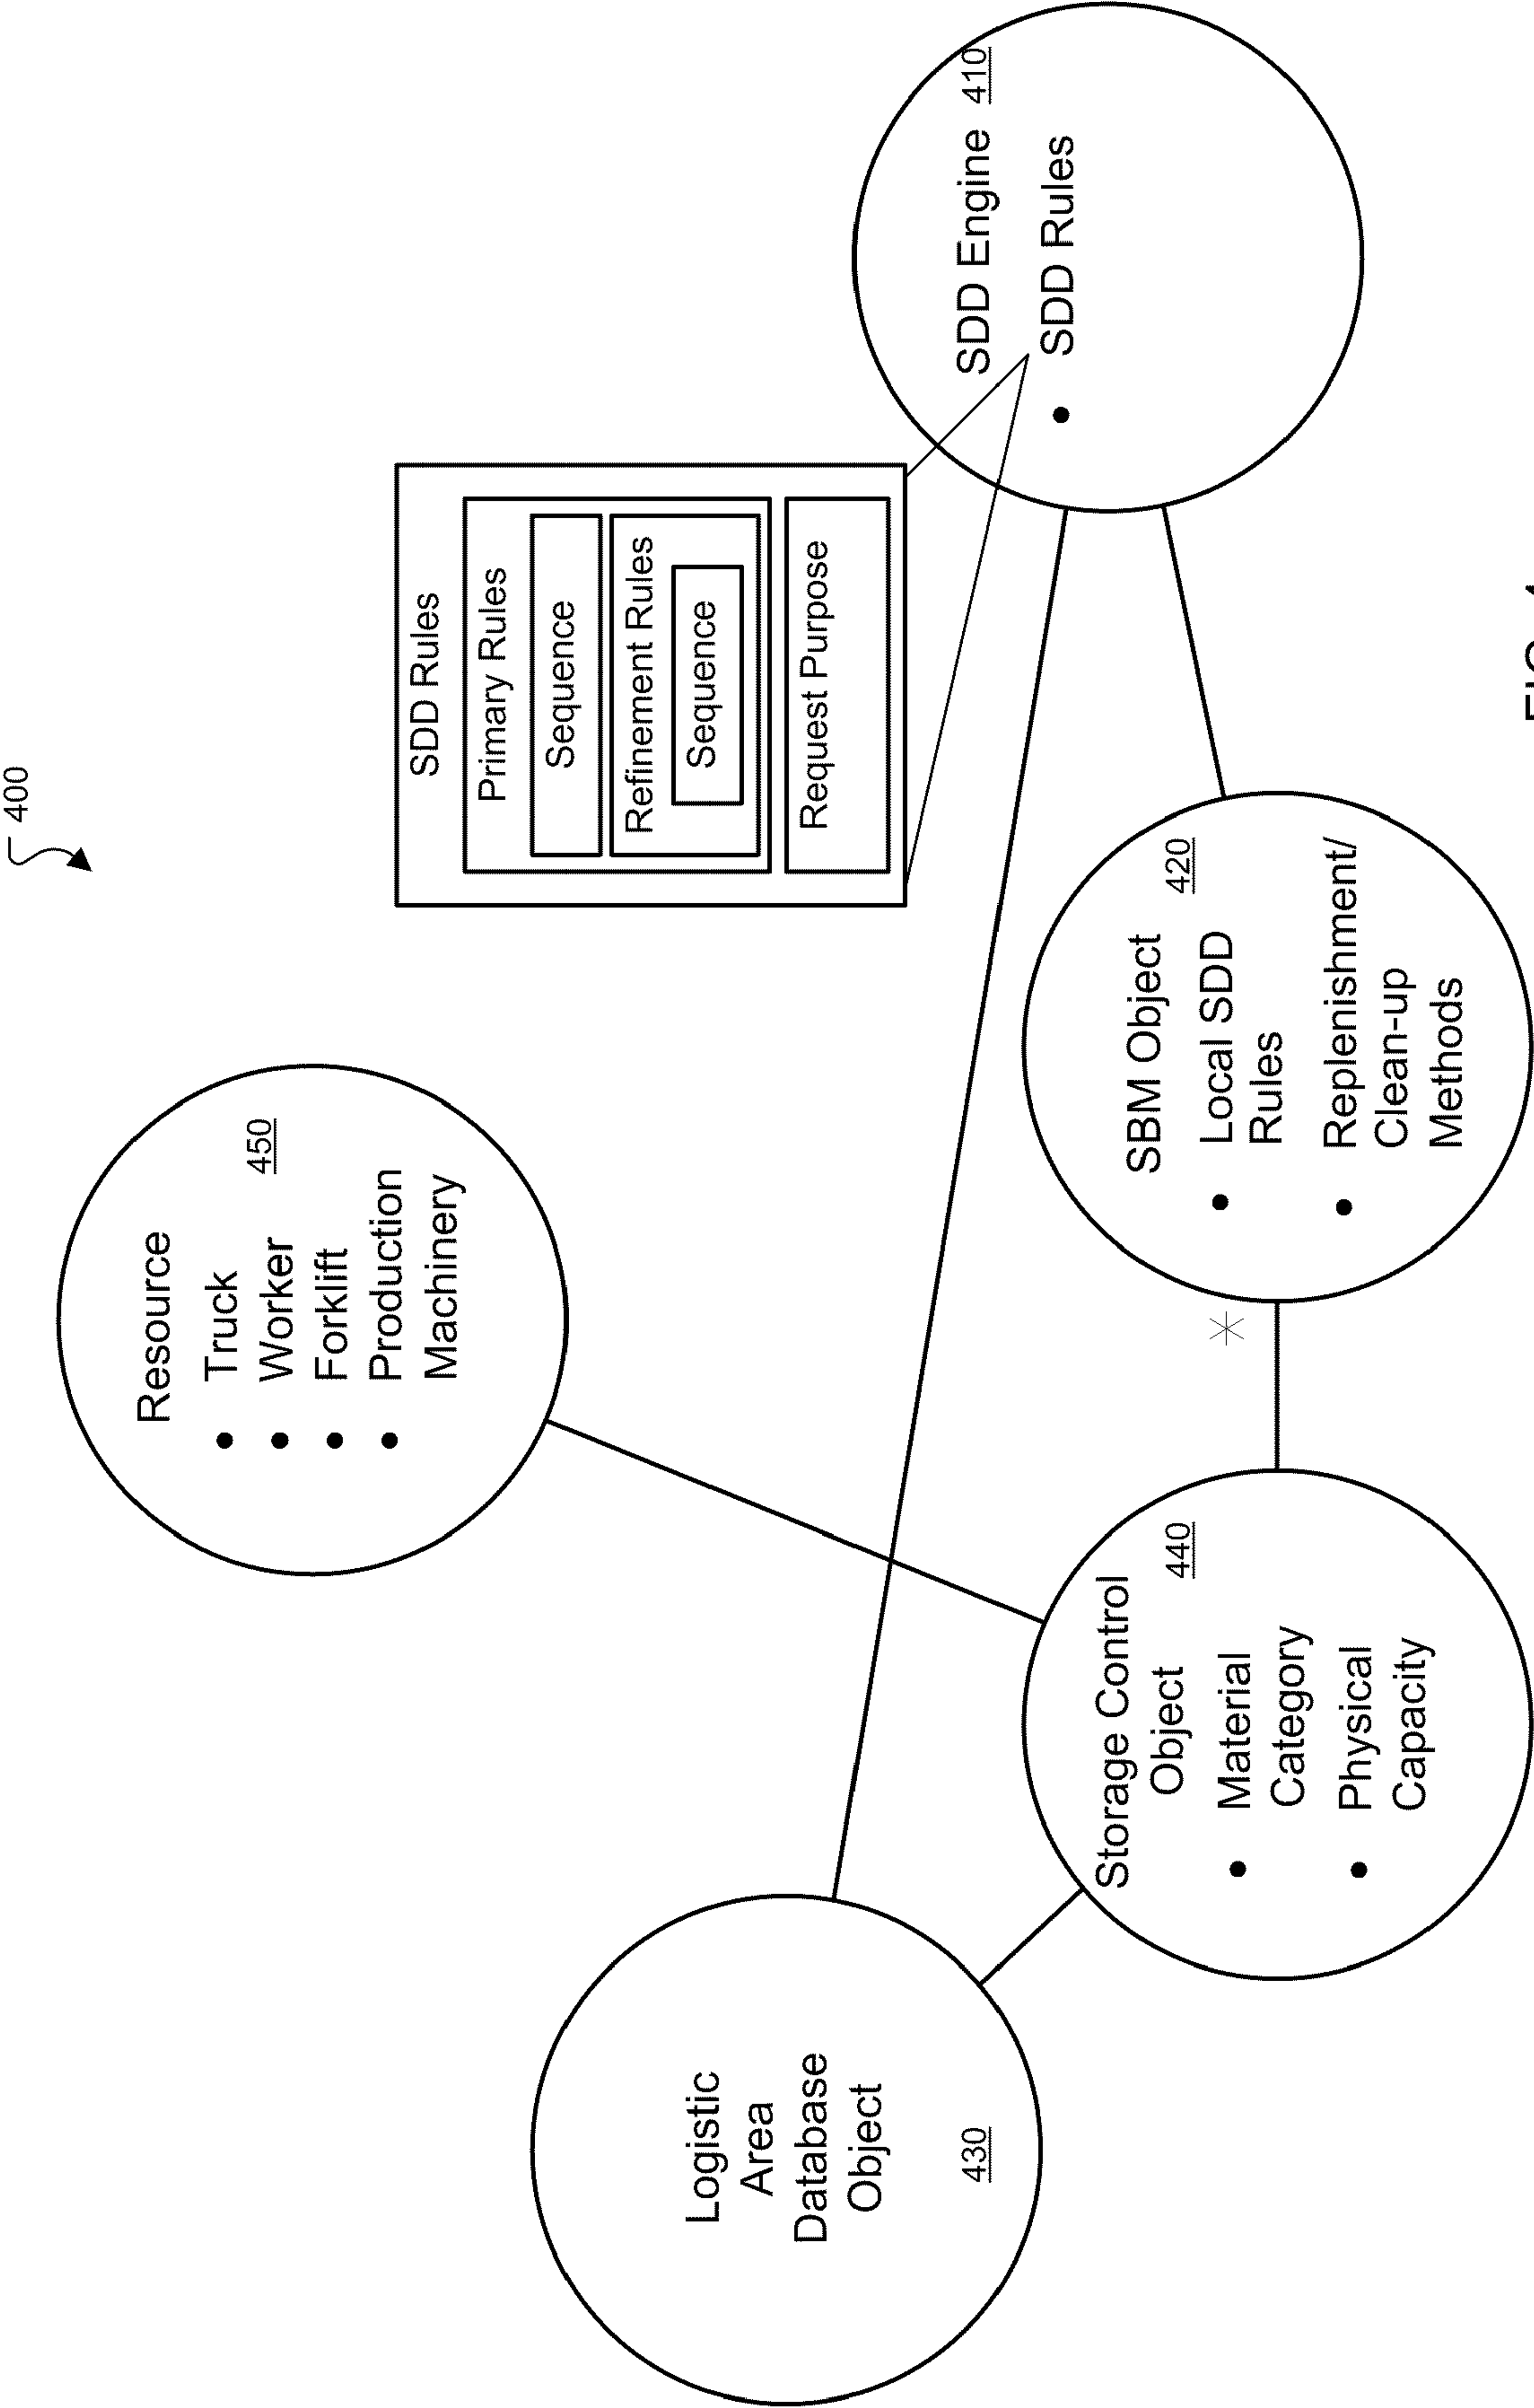 400
Resource
450
• Truck
• Worker
• Forklift
• Production
Machinery
SDD Rules
Primary Rules
Sequence
Refinement Rules
Sequence
Request Purpose
Logistic
Area
Database
Object
430
SDD Engine 410
• SDD Rules
Storage Control
Object
440
• Material
Category
• Physical
Capacity
*
SBM Object
420
• Local SDD
Rules
• Replenishment/
Clean-up
Methods